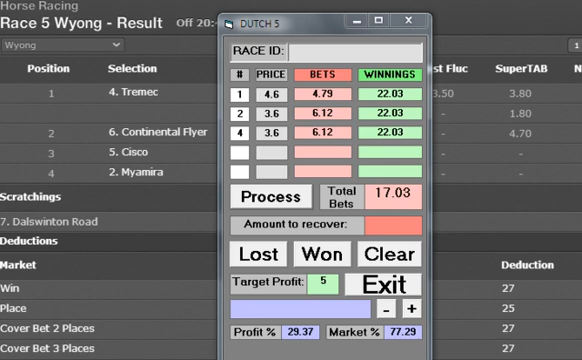 Horse Racing
Race 5 Wyong - Result Off 20:4
DUTCH 5
Wyong
1
RACE ID:
Position Selection st Fluc SuperTAB N
# PRICE BETS WINNINGS
1 4. Tremec 3.50 3.80
1 4.6 4.79 22.03
- 1.80
2 3.6 6.12 22.03
2 6. Continental Flyer - 4.70
4 3.6 6.12 22.03
3 5. Cisco -
4 2. Myamira -
Process Total Bets 17.03
Scratchings
7. Dalswinton Road
Amount to recover:
Deductions
Lost Won Clear
Market Deduction
Target Profit: 5 Exit
Win 27
Place 25
- +
Cover Bet 2 Places 27
Profit % 29.37 Market % 77.29
Cover Bet 3 Places 27